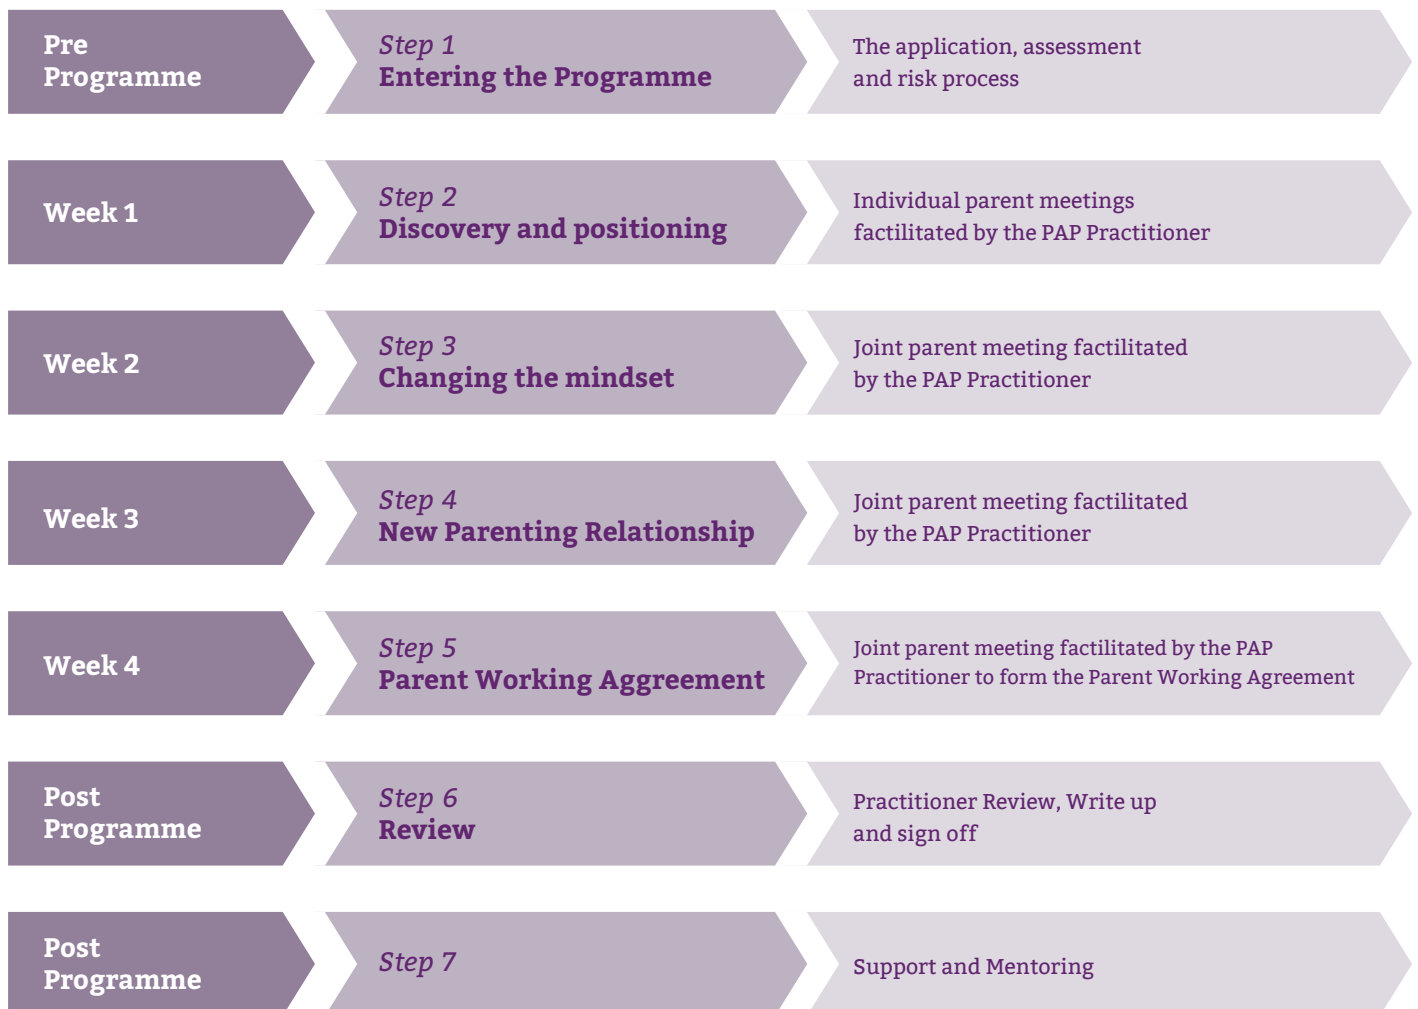 Pre
Programme
Step 1
Entering the Programme
The application, assessment
and risk process
Week 1
Step 2
Discovery and positioning
Individual parent meetings
factilitated by the PAP Practitioner
Week 2
Step 3
Changing the mindset
Joint parent meeting factilitated
by the PAP Practitioner
Week 3
Step 4
New Parenting Relationship
Joint parent meeting factilitated
by the PAP Practitioner
Week 4
Step 5
Parent Working Aggreement
Joint parent meeting factilitated by the PAP
Practitioner to form the Parent Working Agreement
Post
Programme
Step 6
Review
Practitioner Review, Write up
and sign off
Post
Programme
Step 7
Support and Mentoring